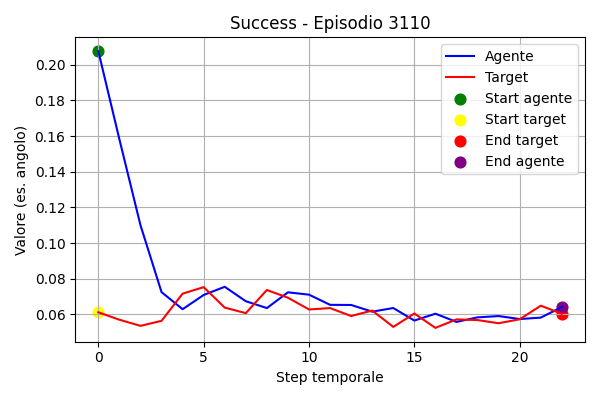 Success - Episodio 3110
Valore (es. angolo)
0.20
0.18
0.16
0.14
0.12
0.10
0.08
0.06
Agente
Target
Start agente
Start target
End target
End agente
0 5 10 15 20
Step temporale